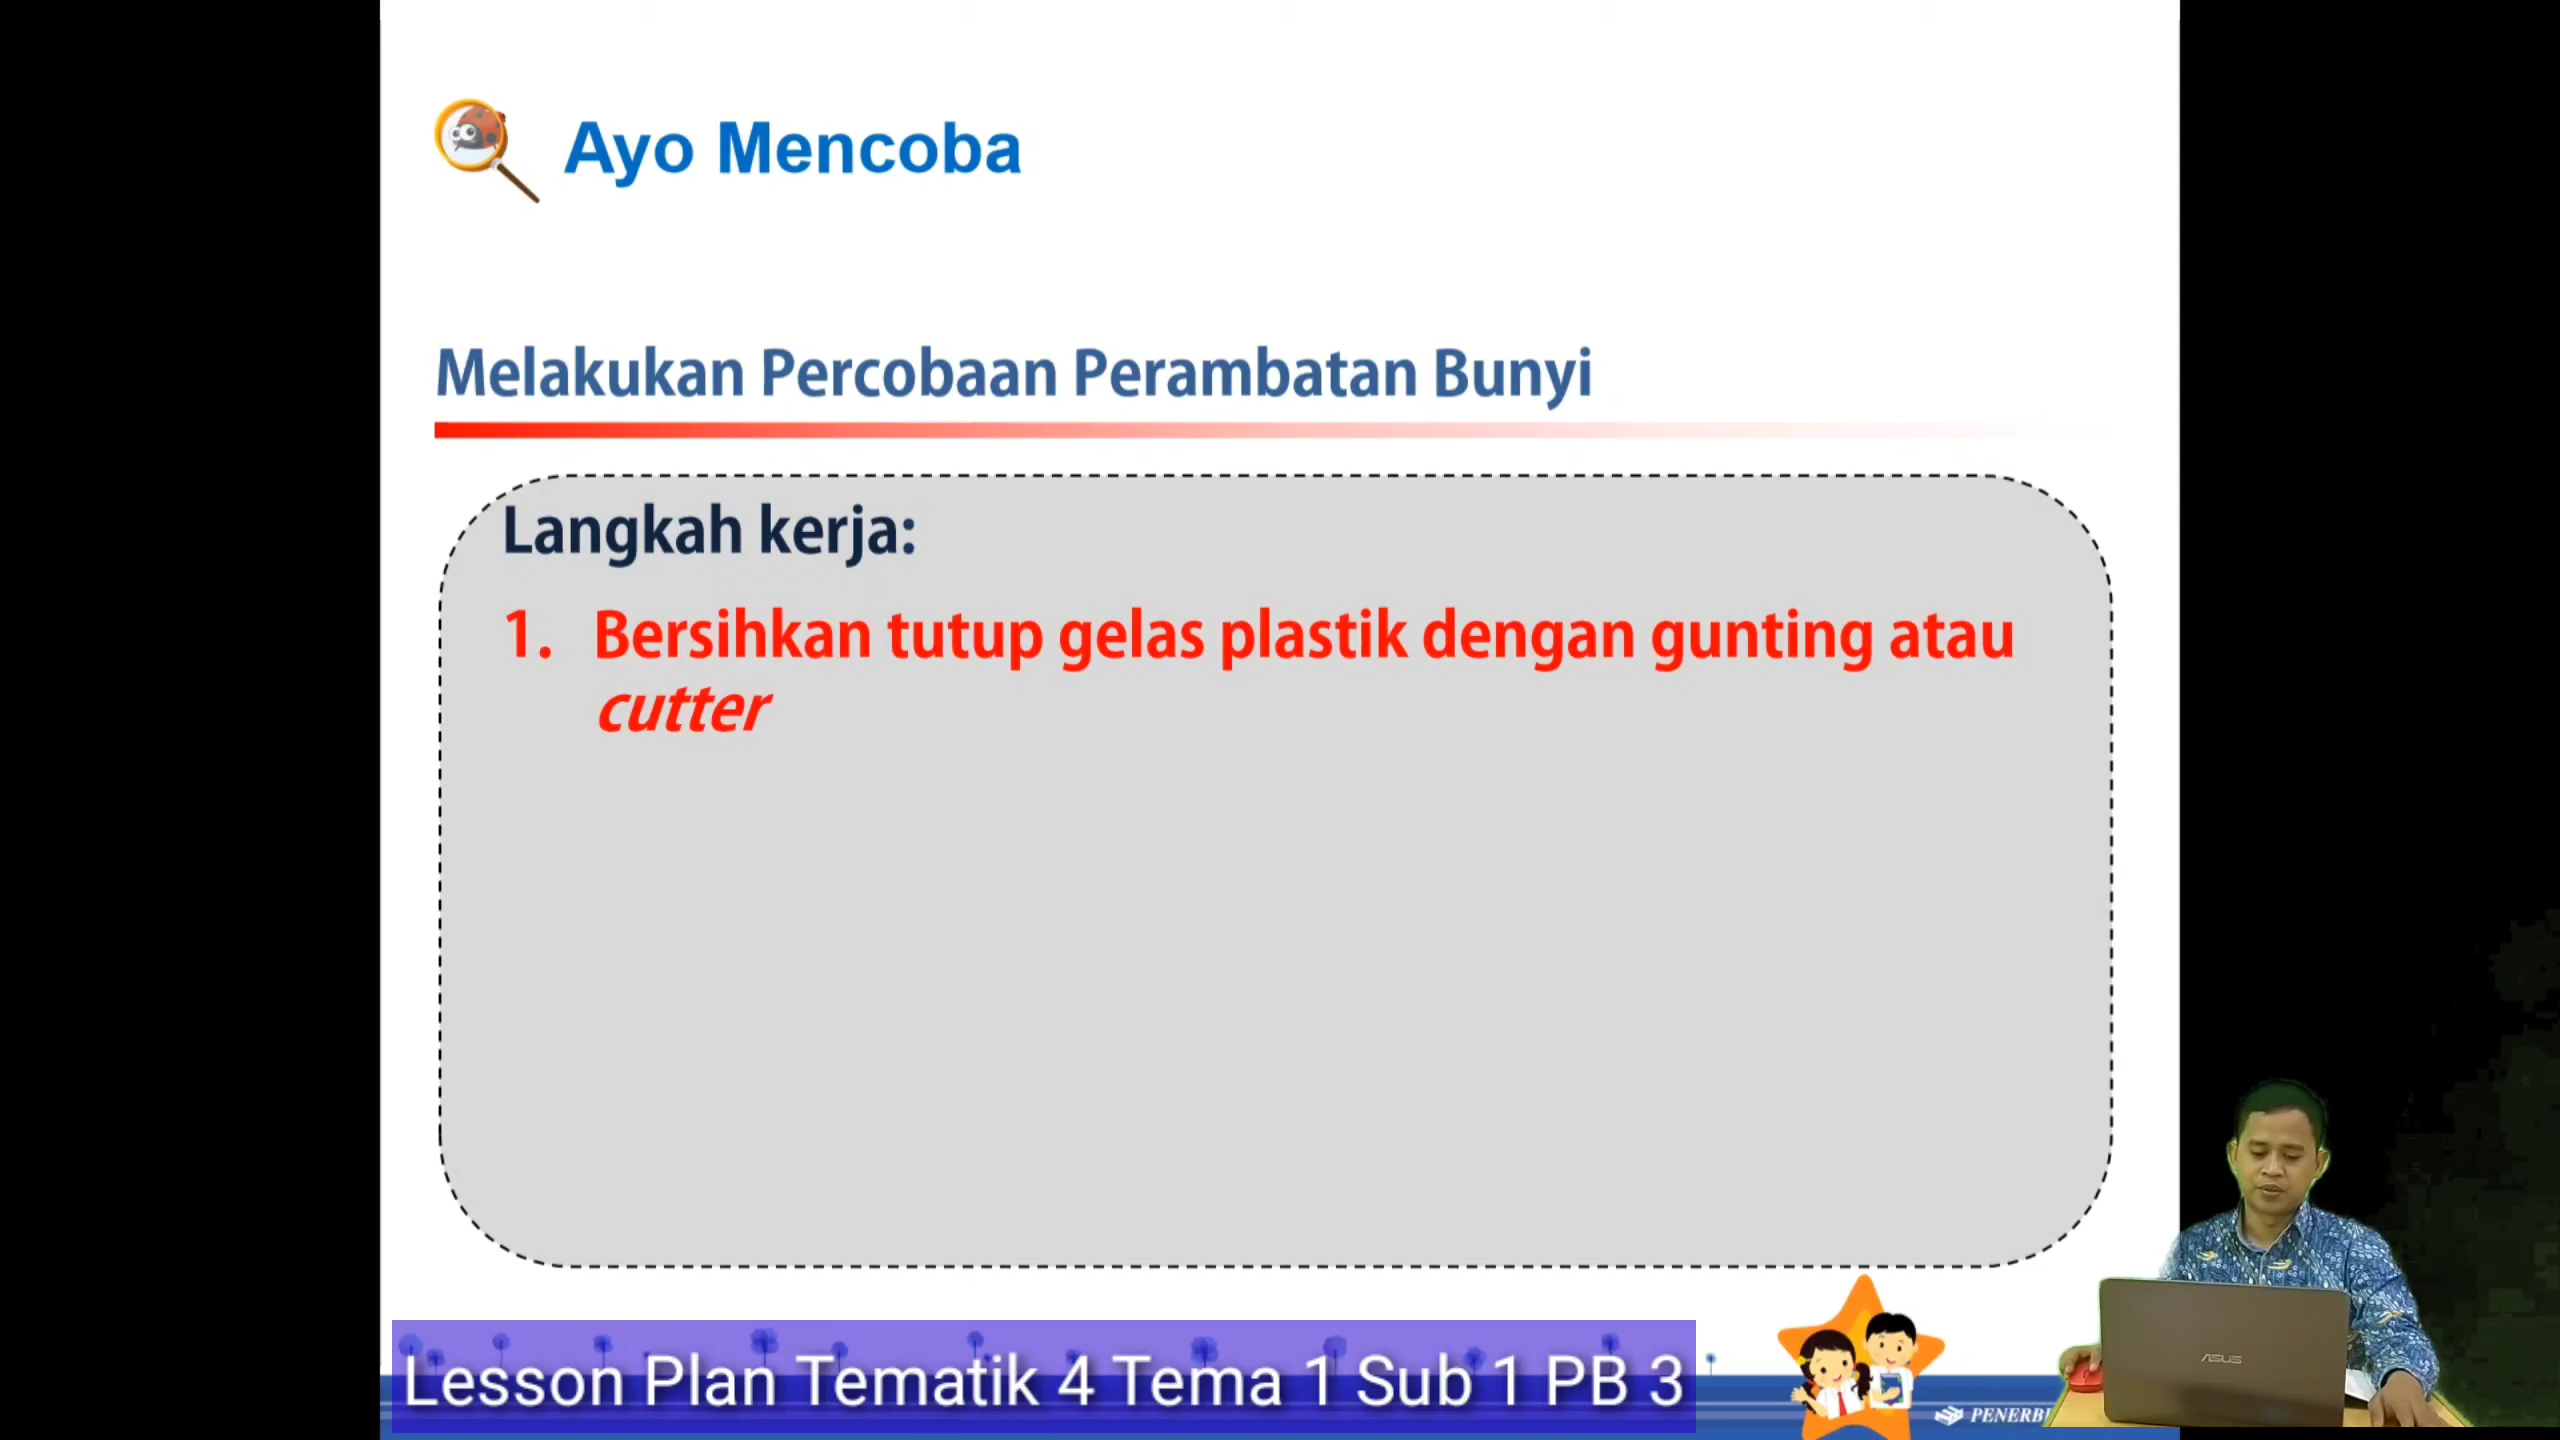 Ayo Mencoba
Melakukan Percobaan Perambatan Bunyi
Langkah kerja:
1. Bersihkan tutup gelas plastik dengan gunting atau
cutter
Lesson Plan Tematik 4 Tema 1 Sub 1 PB 3
ASUS